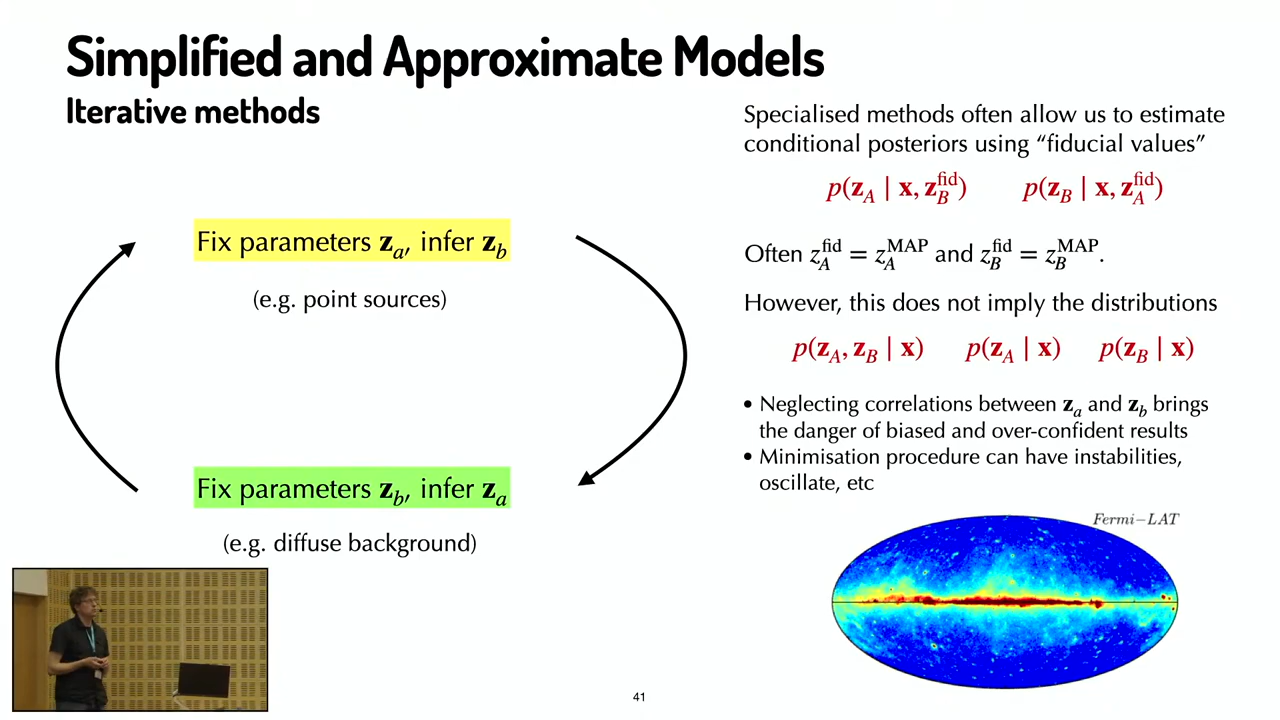 Simplified and Approximate Models
Iterative methods
Fix parameters z_a, infer z_b
(e.g. point sources)
Fix parameters z_b, infer z_a
(e.g. diffuse background)
Specialised methods often allow us to estimate
conditional posteriors using “fiducial values”
p(z_A | x, z_B^fid) p(z_B | x, z_A^fid)
Often z_A^fid = z_A^MAP and z_B^fid = z_B^MAP.
However, this does not imply the distributions
p(z_A, z_B | x) p(z_A | x) p(z_B | x)
• Neglecting correlations between z_a and z_b brings
the danger of biased and over-confident results
• Minimisation procedure can have instabilities,
oscillate, etc
Fermi−LAT
41